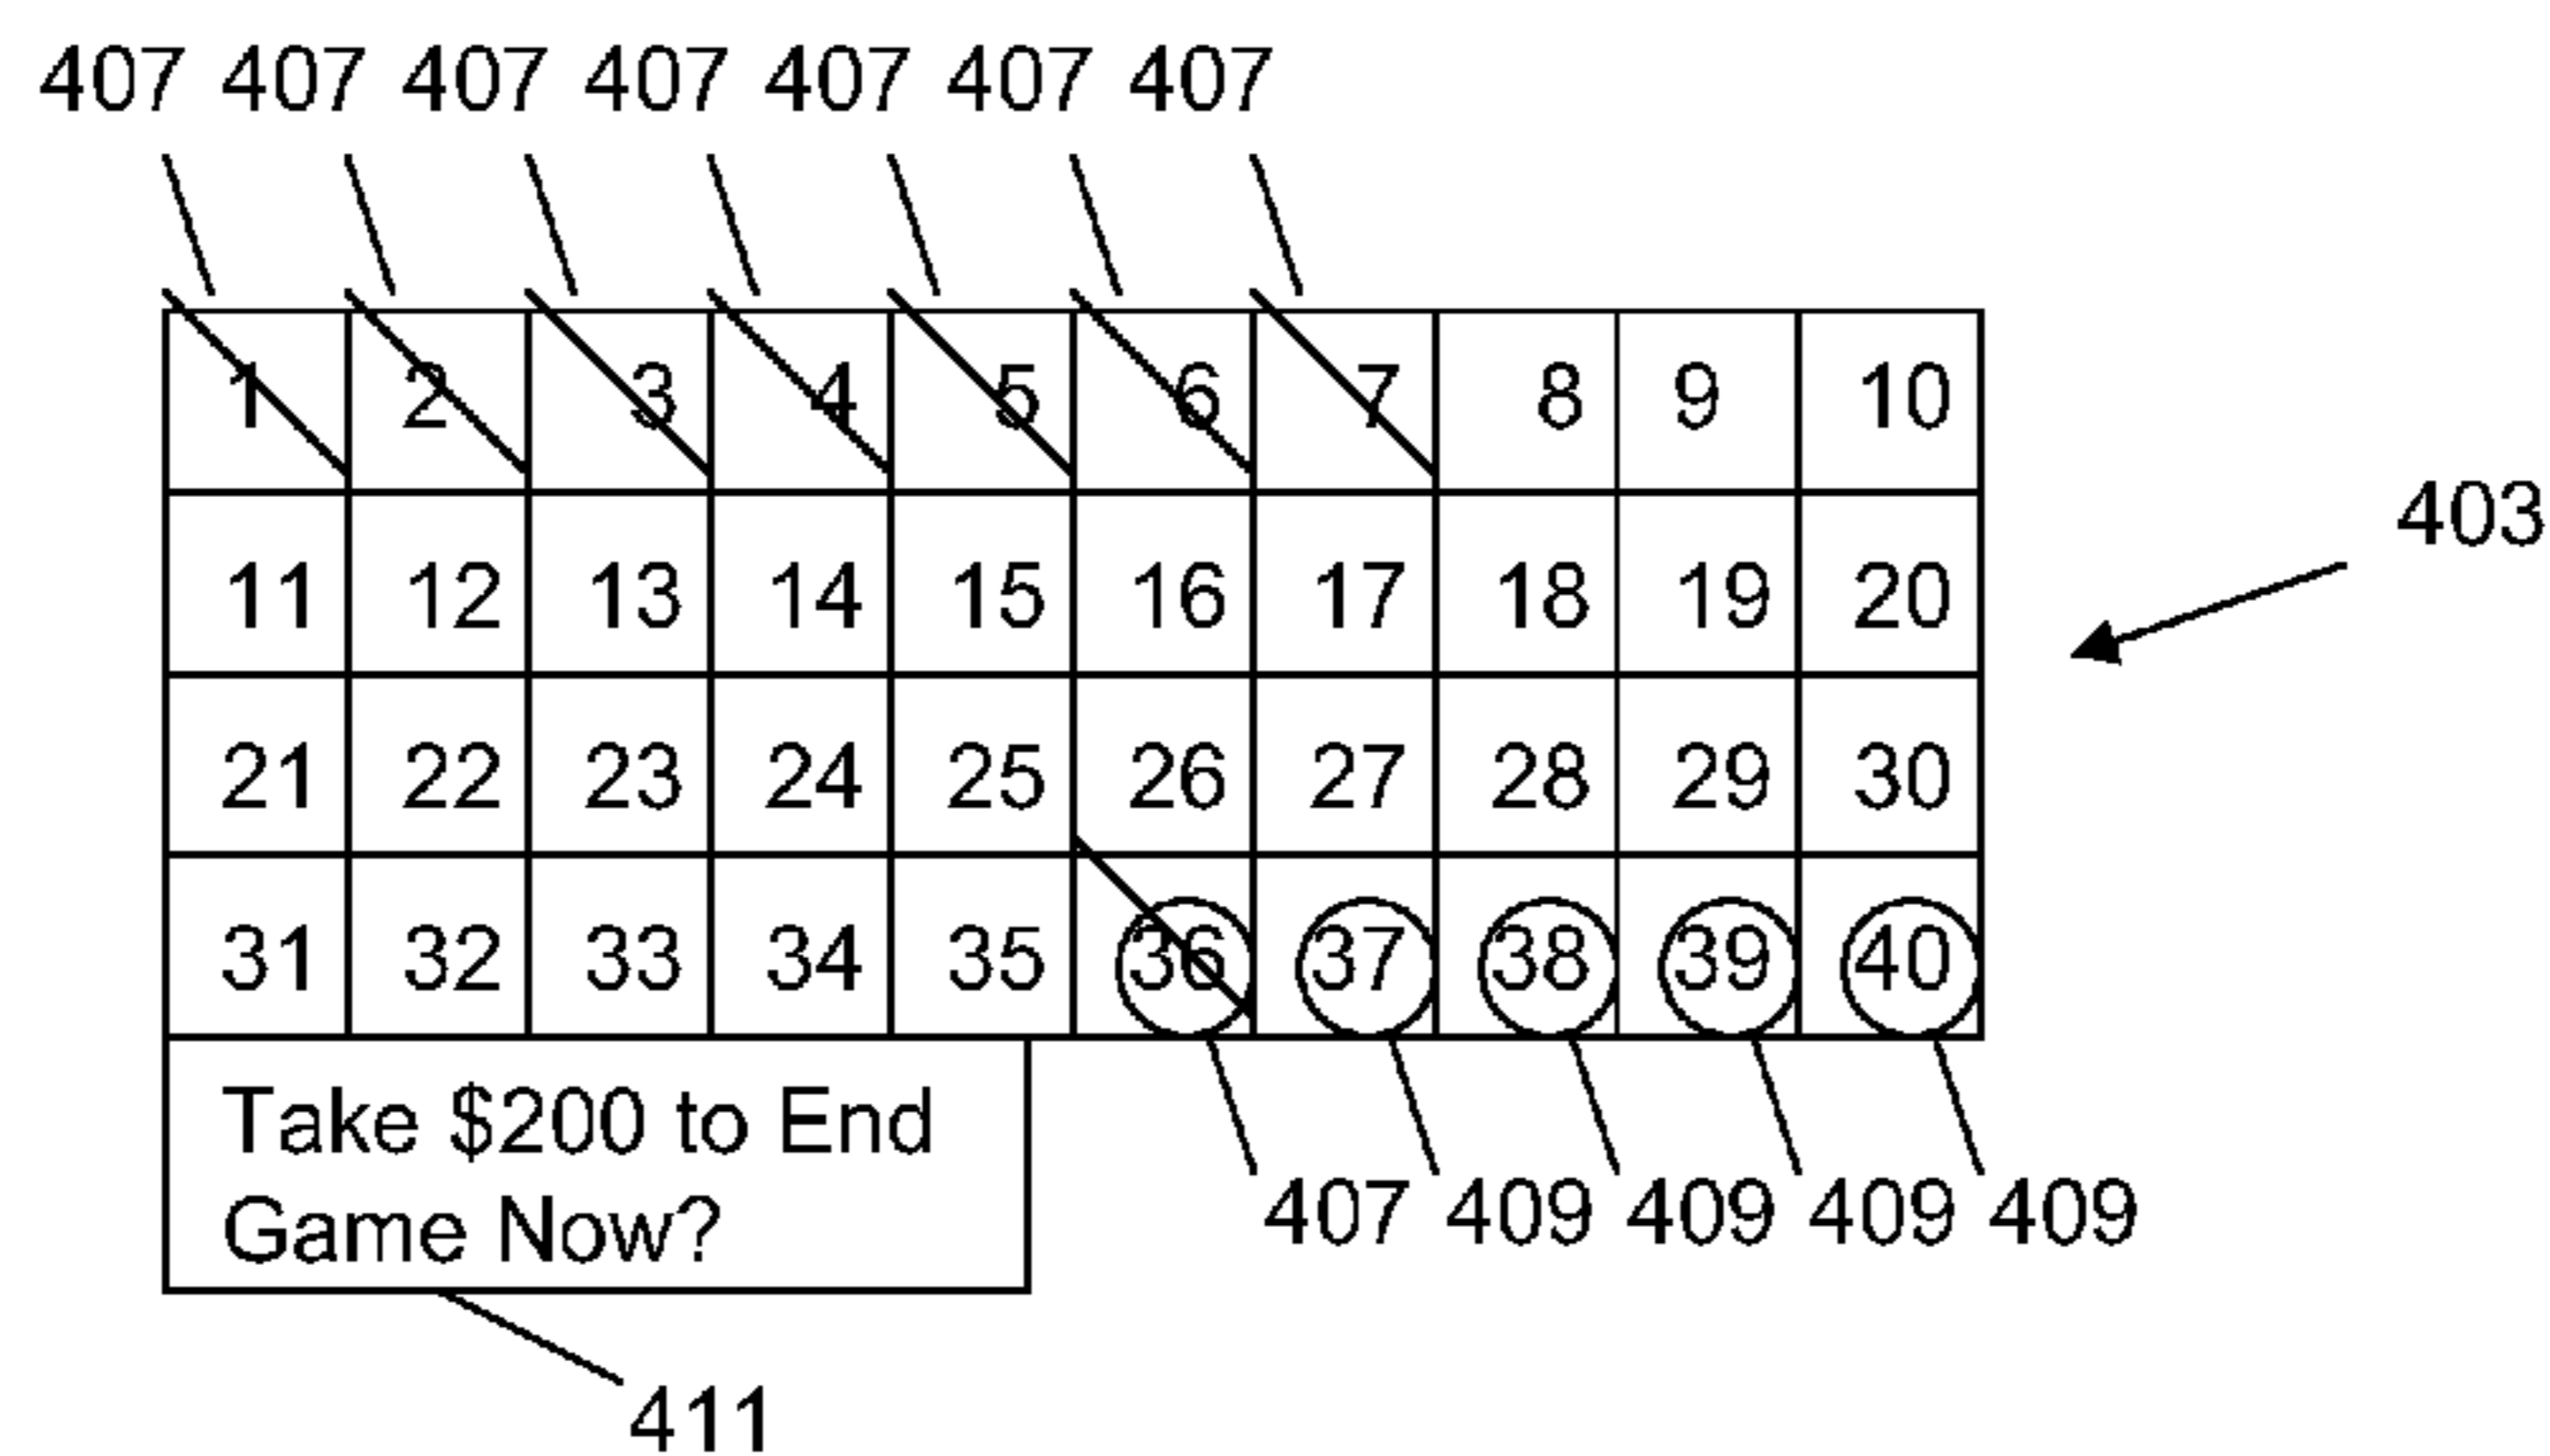 407 407 407 407 407 407 407
1 2 3 4 5 6 7 8 9 10
403
11 12 13 14 15 16 17 18 19 20
21 22 23 24 25 26 27 28 29 30
31 32 33 34 35 36 37 38 39 40
Take $200 to End
Game Now?
407 409 409 409 409
411